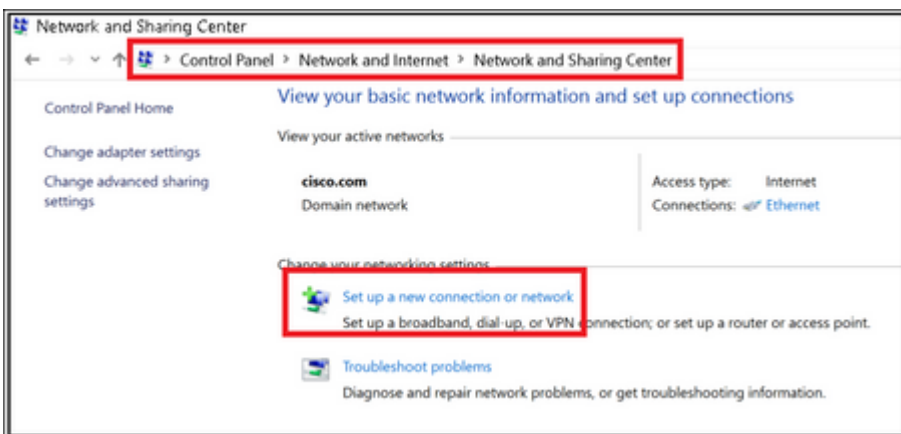 Network and Sharing Center
Control Panel > Network and Internet > Network and Sharing Center
Control Panel Home
Change adapter settings
Change advanced sharing
settings
View your basic network information and set up connections
View your active networks
cisco.com
Domain network
Access type: Internet
Connections: Ethernet
Change your networking settings
Set up a new connection or network
Set up a broadband, dial-up, or VPN connection; or set up a router or access point.
Troubleshoot problems
Diagnose and repair network problems, or get troubleshooting information.